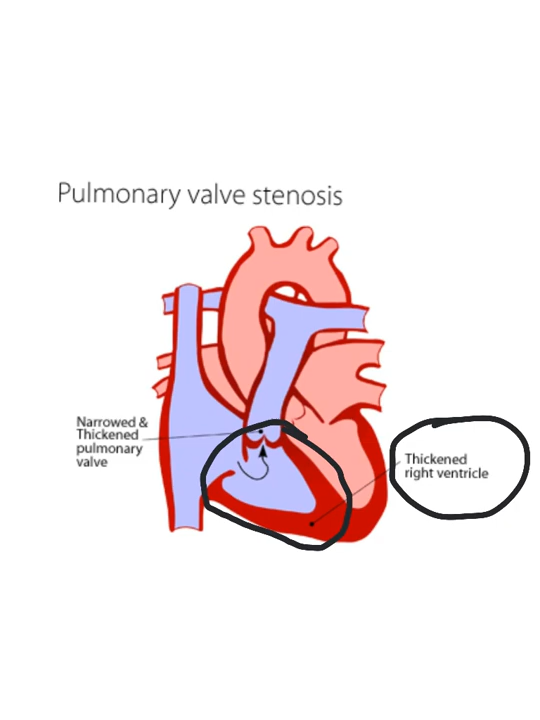 Pulmonary valve stenosis
Narrowed &
Thickened
pulmonary
valve
Thickened
right ventricle